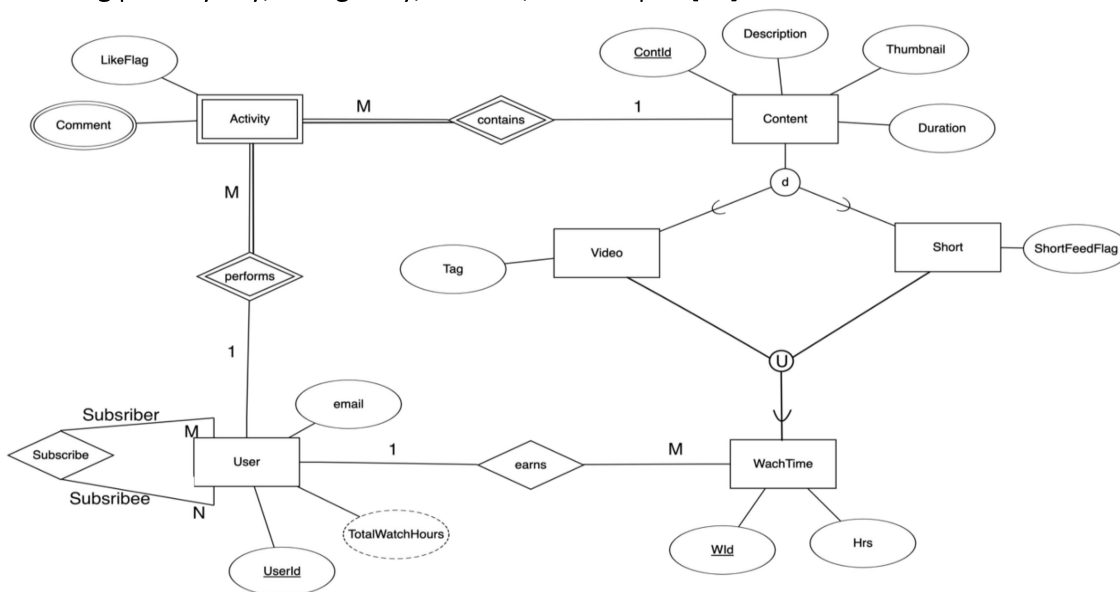 Description
ContId
Thumbnail
LikeFlag
M
1
Comment
Activity
contains
Content
Duration
d
M
Video
Short
ShortFeedFlag
Tag
performs
1
U
email
Subsriber
M
Subscribe
User
1
earns
M
WachTime
Subsribee
N
TotalWatchHours
WId
Hrs
UserId